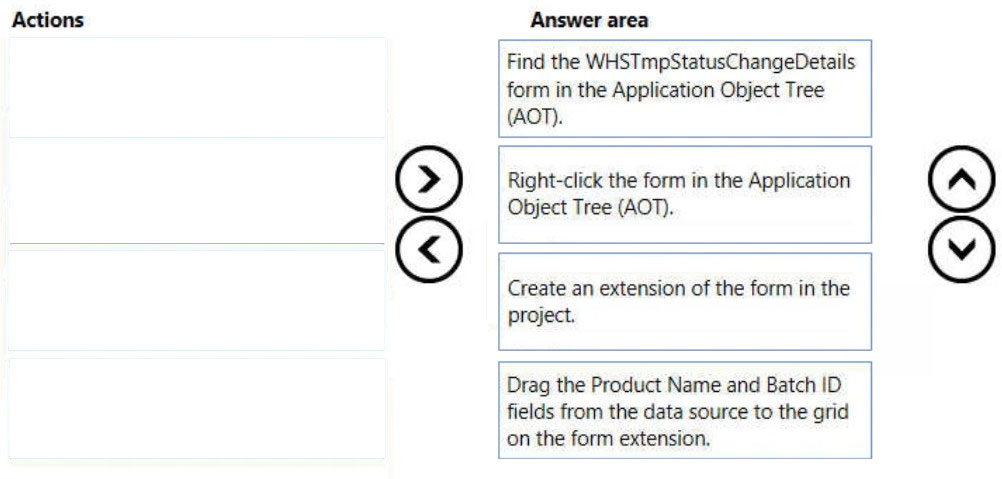 Actions
Answer area
Find the WHSTmpStatusChangeDetails
form in the Application Object Tree
(AOT).
Right-click the form in the Application
Object Tree (AOT).
Create an extension of the form in the
project.
Drag the Product Name and Batch ID
fields from the data source to the grid
on the form extension.